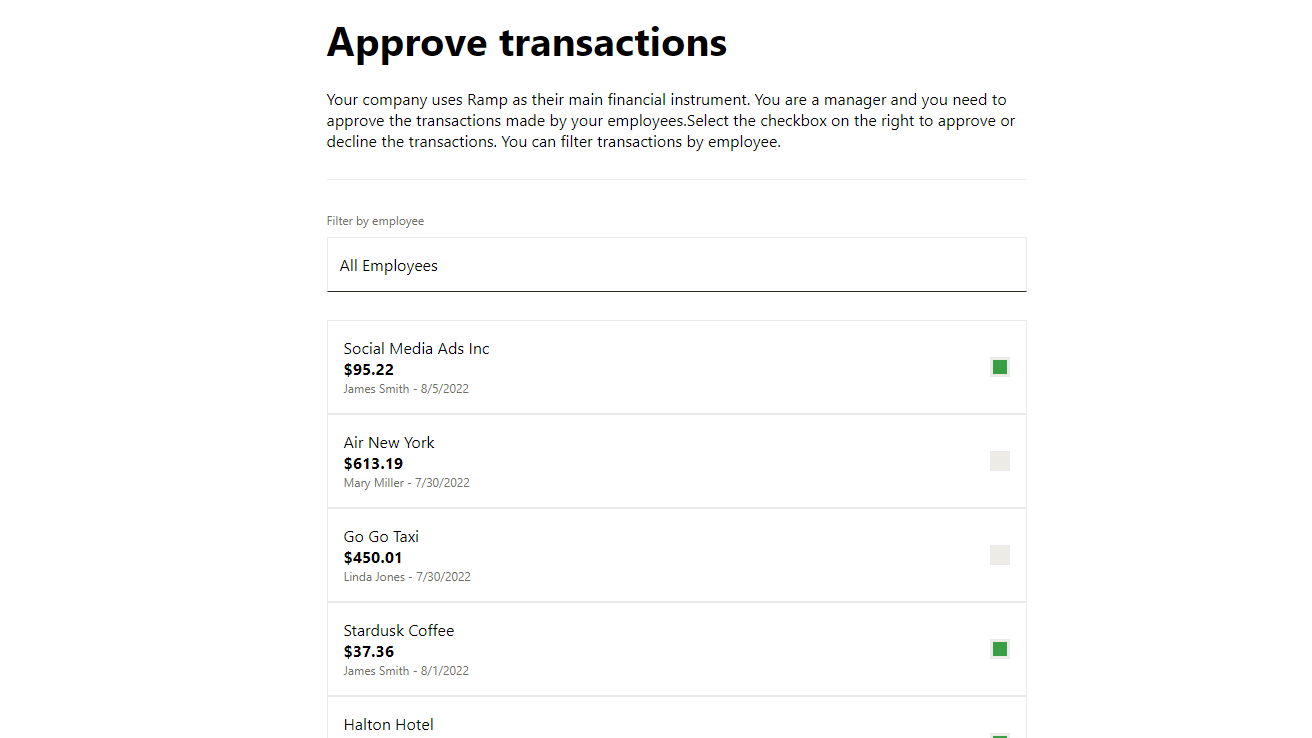 Approve transactions
Your company uses Ramp as their main financial instrument. You are a manager and you need to
approve the transactions made by your employees.Select the checkbox on the right to approve or
decline the transactions. You can filter transactions by employee.
Filter by employee
All Employees
Social Media Ads Inc
$95.22
James Smith - 8/5/2022
Air New York
$613.19
Mary Miller - 7/30/2022
Go Go Taxi
$450.01
Linda Jones - 7/30/2022
Stardusk Coffee
$37.36
James Smith - 8/1/2022
Halton Hotel